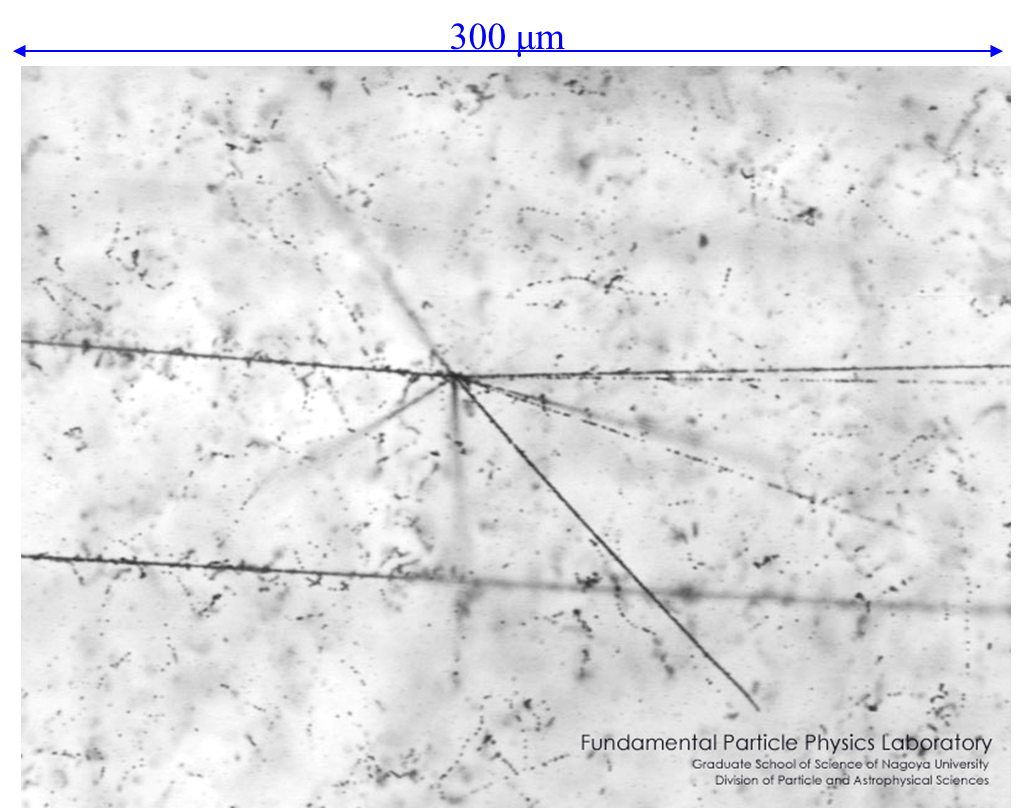 300 μm
Fundamental Particle Physics Laboratory
Graduate School of Science of Nagoya University
Division of Particle and Astrophysical Sciences